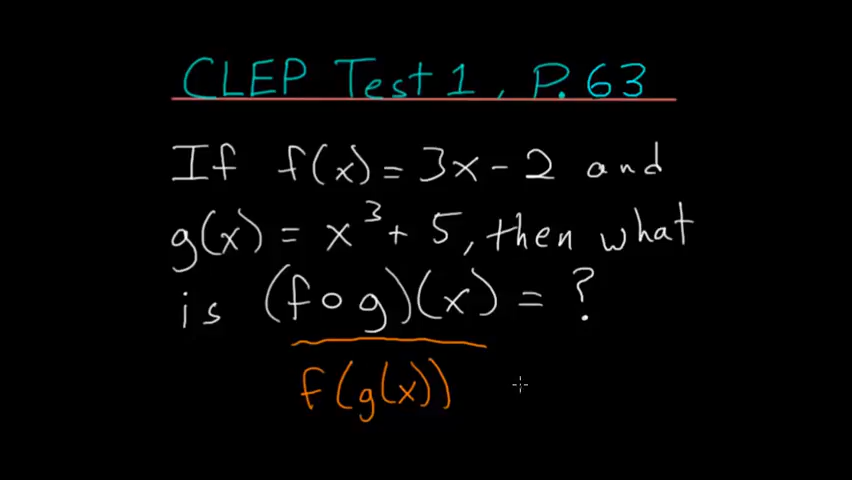 CLEP Test 1, P. 63
If f(x) = 3x - 2 and
g(x) = x³ + 5, then what
is (f∘g)(x) = ?
f(g(x))